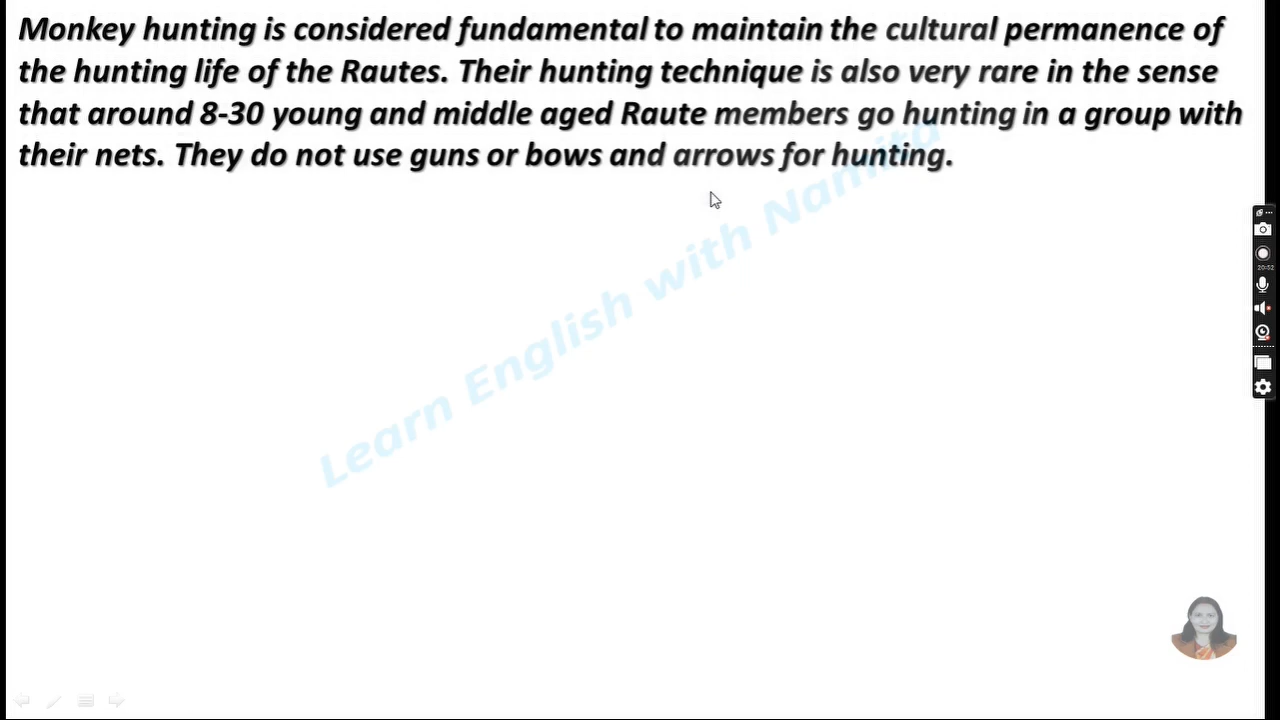 Monkey hunting is considered fundamental to maintain the cultural permanence of
the hunting life of the Rautes. Their hunting technique is also very rare in the sense
that around 8-30 young and middle aged Raute members go hunting in a group with
their nets. They do not use guns or bows and arrows for hunting.
Learn English with Namita
20:52